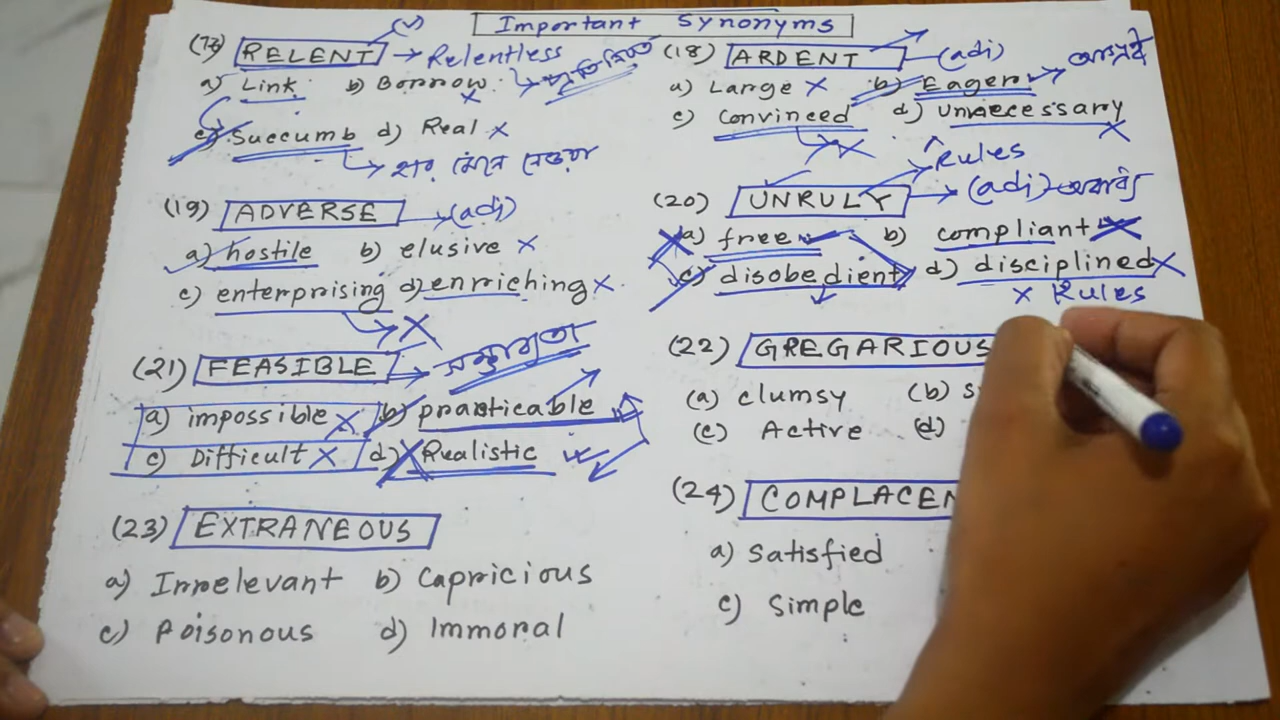 Important Synonyms
(17) RELENT → Relentless (v)
a) Link b) Borrow
c) Succumb d) Real
হার মেনে নেওয়া
(18) ARDENT (adj)
a) Large b) Eager
c) Convinced d) Unnecessary
(19) ADVERSE (adj)
a) hostile b) elusive
c) enterprising d) enriching
(20) UNRULY Rules (adj) - অবাধ্য
a) free b) compliant
c) disobedient d) disciplined
Rules
(21) FEASIBLE
a) impossible b) practicable
c) Difficult d) Realistic
(22) GREGARIOUS
(a) clumsy (b) S
(c) Active (d)
(23) EXTRANEOUS
a) Irrelevant b) Capricious
c) Poisonous d) Immoral
(24) COMPLACEN
a) Satisfied
c) Simple